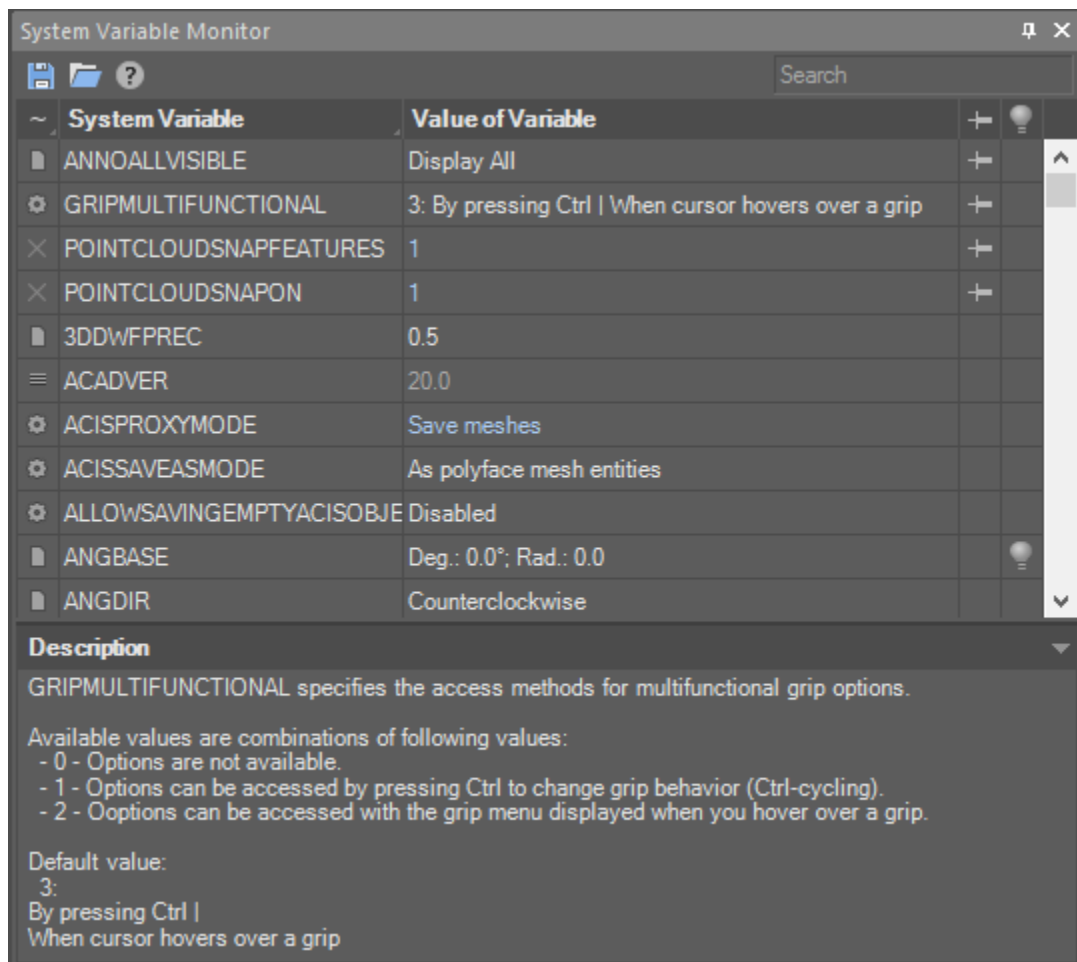 System Variable Monitor
Search
~ System Variable Value of Variable
ANNOALLVISIBLE Display All
GRIPMULTIFUNCTIONAL 3: By pressing Ctrl | When cursor hovers over a grip
POINTCLOUDSNAPFEATURES 1
POINTCLOUDSNAPON 1
3DDWFPREC 0.5
ACADVER 20.0
ACISPROXYMODE Save meshes
ACISSAVEASMODE As polyface mesh entities
ALLOWSAVINGEMPTYACISOBJE Disabled
ANGBASE Deg.: 0.0°; Rad.: 0.0
ANGDIR Counterclockwise
Description
GRIPMULTIFUNCTIONAL specifies the access methods for multifunctional grip options.
Available values are combinations of following values:
- 0 - Options are not available.
- 1 - Options can be accessed by pressing Ctrl to change grip behavior (Ctrl-cycling).
- 2 - Ooptions can be accessed with the grip menu displayed when you hover over a grip.
Default value:
3:
By pressing Ctrl |
When cursor hovers over a grip